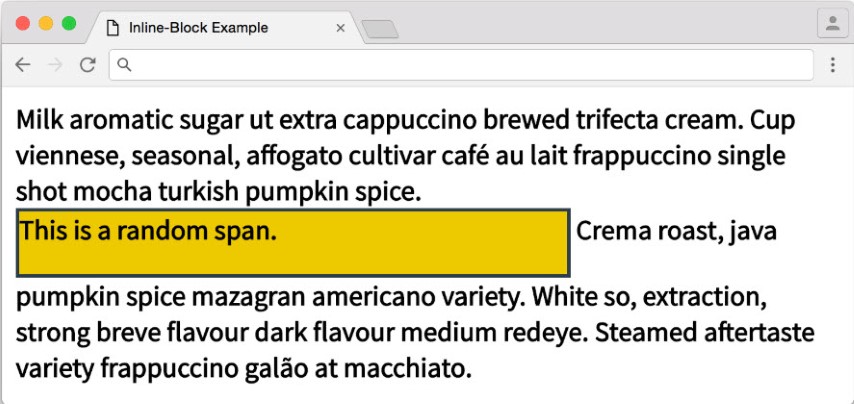 Inline-Block Example
Milk aromatic sugar ut extra cappuccino brewed trifecta cream. Cup
viennese, seasonal, affogato cultivar café au lait frappuccino single
shot mocha turkish pumpkin spice.
This is a random span. Crema roast, java
pumpkin spice mazagran americano variety. White so, extraction,
strong breve flavour dark flavour medium redeye. Steamed aftertaste
variety frappuccino galão at macchiato.